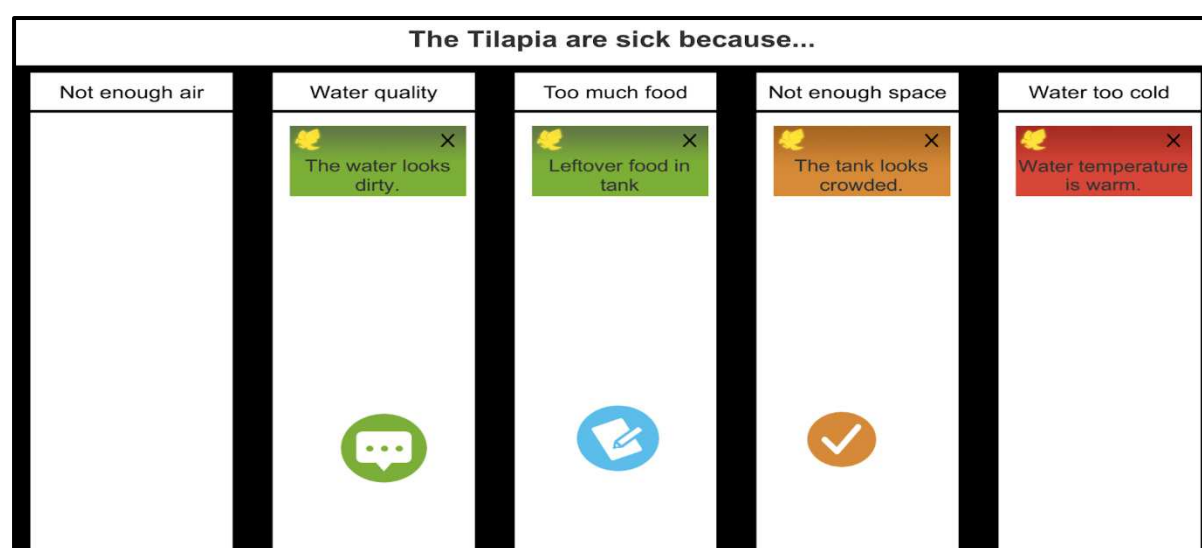 The Tilapia are sick because...
Not enough air
Water quality
Too much food
Not enough space
Water too cold
The water looks
dirty.
Leftover food in
tank
The tank looks
crowded.
Water temperature
is warm.